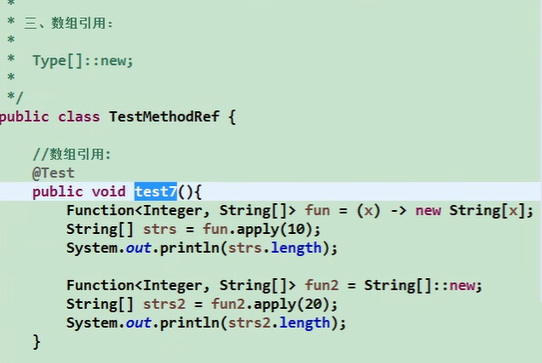 *
* 三、数组引用：
*
*  Type[]::new;
*
*/
public class TestMethodRef {
//数组引用：
@Test
public void test7(){
Function<Integer, String[]> fun = (x) -> new String[x];
String[] strs = fun.apply(10);
System.out.println(strs.length);
Function<Integer, String[]> fun2 = String[]::new;
String[] strs2 = fun2.apply(20);
System.out.println(strs2.length);
}